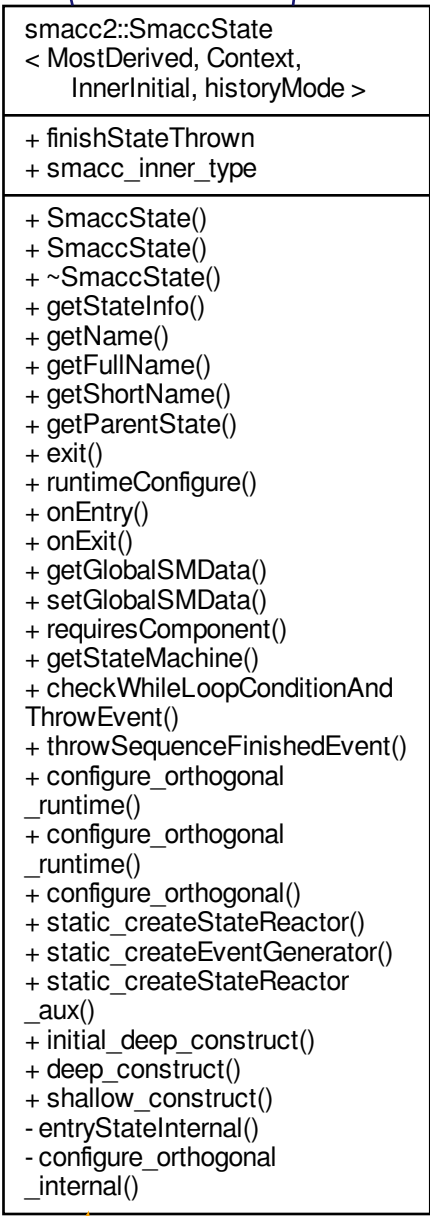 smacc2::SmaccState
< MostDerived, Context,
InnerInitial, historyMode >
+ finishStateThrown
+ smacc_inner_type
+ SmaccState()
+ SmaccState()
+ ~SmaccState()
+ getStateInfo()
+ getName()
+ getFullName()
+ getShortName()
+ getParentState()
+ exit()
+ runtimeConfigure()
+ onEntry()
+ onExit()
+ getGlobalSMData()
+ setGlobalSMData()
+ requiresComponent()
+ getStateMachine()
+ checkWhileLoopConditionAnd
ThrowEvent()
+ throwSequenceFinishedEvent()
+ configure_orthogonal
_runtime()
+ configure_orthogonal
_runtime()
+ configure_orthogonal()
+ static_createStateReactor()
+ static_createEventGenerator()
+ static_createStateReactor
_aux()
+ initial_deep_construct()
+ deep_construct()
+ shallow_construct()
- entryStateInternal()
- configure_orthogonal
_internal()